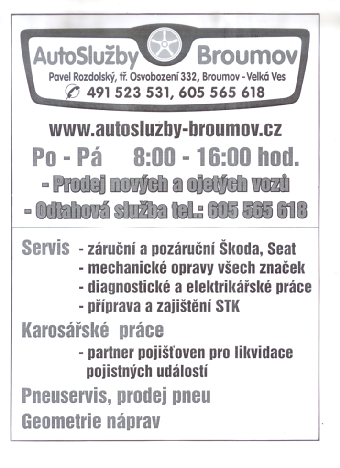 AutoSlužby Broumov
Pavel Rozdolský, tř. Osvobození 332, Broumov - Velká Ves
491 523 531, 605 565 618
www.autosluzby-broumov.cz
Po - Pá 8:00 - 16:00 hod.
- Prodej nových a ojetých vozů
- Odtahová služba tel.: 605 565 618
Servis - záruční a pozáruční Škoda, Seat
- mechanické opravy všech značek
- diagnostické a elektrikářské práce
- příprava a zajištění STK
Karosářské práce
- partner pojišťoven pro likvidace
pojistných událostí
Pneuservis, prodej pneu
Geometrie náprav